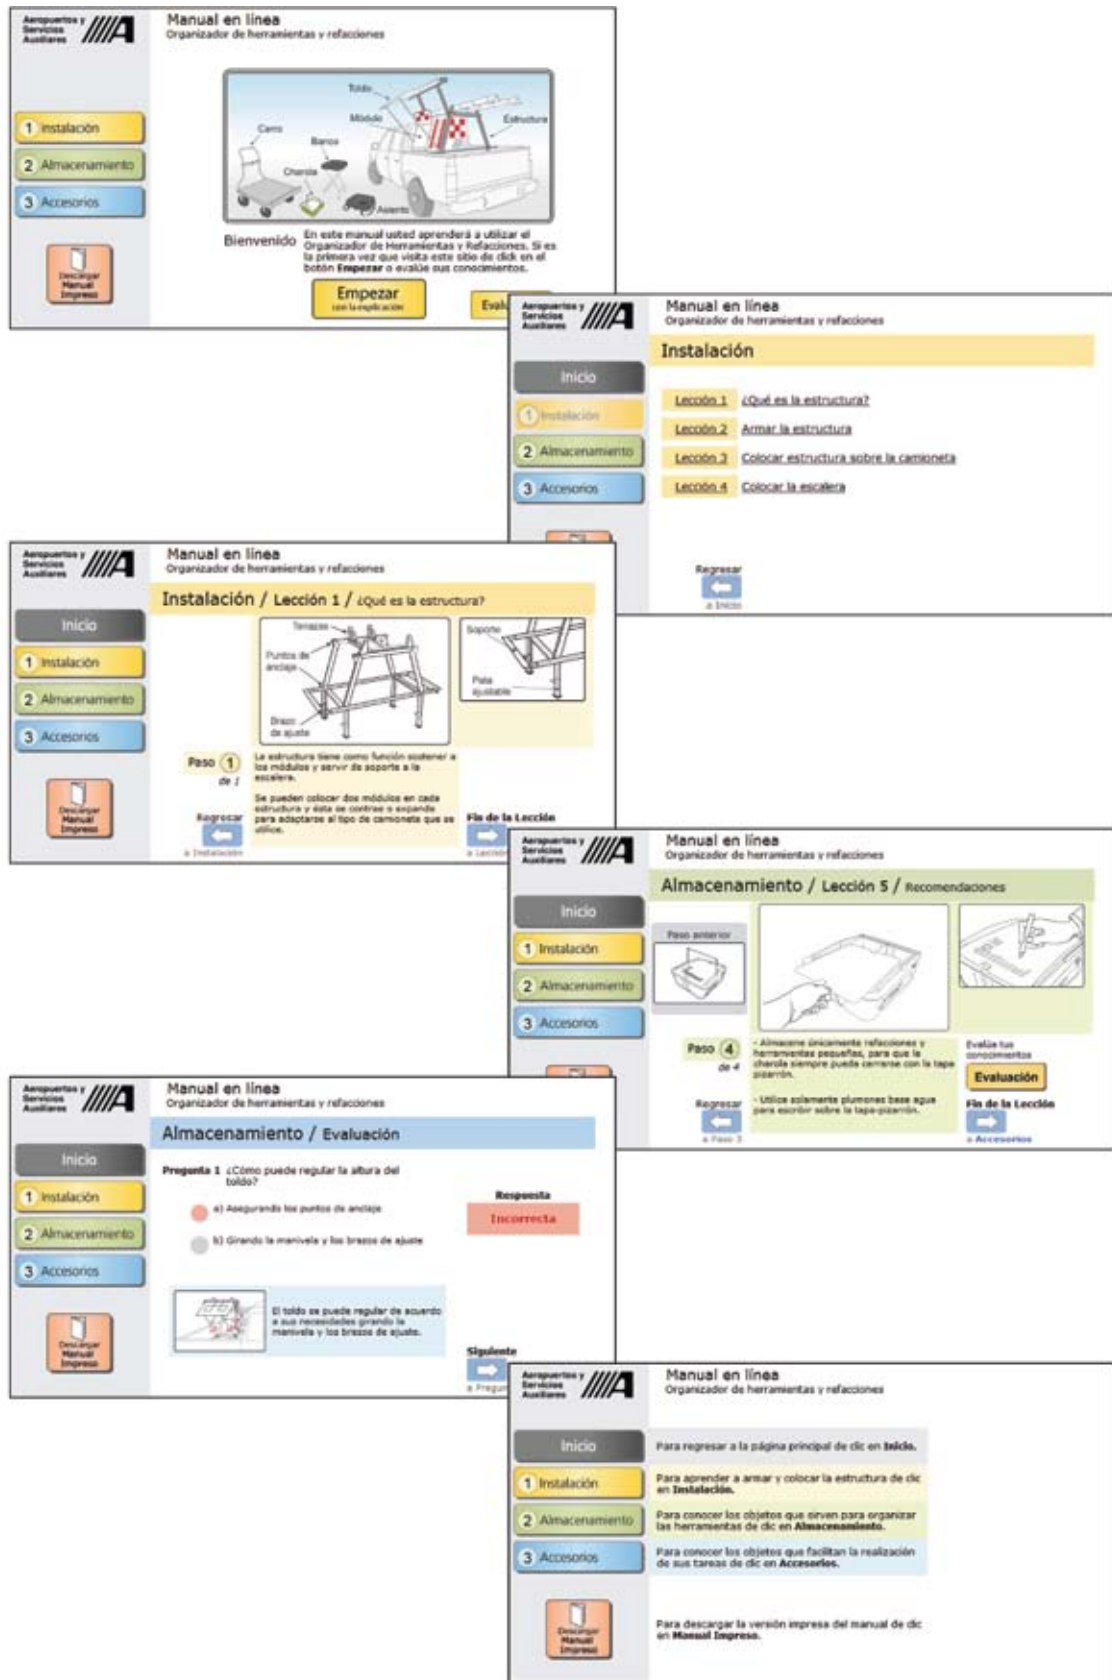 Aeropuertos y
Servicios
Auxiliares
Manual en línea
Organizador de herramientas y refacciones
1 Instalación
2 Almacenamiento
3 Accesorios
Descargar
Manual
Impreso
Toldo
Módulo
Estructura
Carro
Banco
Charola
Asiento
Bienvenido
En este manual usted aprenderá a utilizar el
Organizador de Herramientas y Refacciones. Si es
la primera vez que visita este sitio de click en el
botón Empezar o evalúe sus conocimientos.
Empezar
con la explicación
Aeropuertos y
Servicios
Auxiliares
Manual en línea
Organizador de herramientas y refacciones
Instalación
Inicio
1 Instalación
2 Almacenamiento
3 Accesorios
Lección 1 ¿Qué es la estructura?
Lección 2 Armar la estructura
Lección 3 Colocar estructura sobre la camioneta
Lección 4 Colocar la escalera
Regresar
a Inicio
Aeropuertos y
Servicios
Auxiliares
Manual en línea
Organizador de herramientas y refacciones
Instalación / Lección 1 / ¿Qué es la estructura?
Inicio
1 Instalación
2 Almacenamiento
3 Accesorios
Descargar
Manual
Impreso
Terrazas
Puntos de
anclaje
Brazo
de ajuste
Soporte
Pata
ajustable
Paso 1
de 1
La estructura tiene como función sostener a
los módulos y servir de soporte a la
escalera.
Se pueden colocar dos módulos en cada
estructura y ésta se contrae o expande
para adaptarse al tipo de camioneta que se
utilice.
Regresar
a Instalación
Fin de la Lección
a Lección
Aeropuertos y
Servicios
Auxiliares
Manual en línea
Organizador de herramientas y refacciones
Almacenamiento / Lección 5 / Recomendaciones
Inicio
1 Instalación
2 Almacenamiento
3 Accesorios
Paso anterior
Paso 4
de 4
- Almacene únicamente refacciones y
herramientas pequeñas, para que la
charola siempre pueda cerrarse con la tapa
pizarrón.
- Utilice solamente plumones base agua
para escribir sobre la tapa-pizarrón.
Evalúe tus
conocimientos
Evaluación
Regresar
a Paso 3
Fin de la Lección
a Accesorios
Aeropuertos y
Servicios
Auxiliares
Manual en línea
Organizador de herramientas y refacciones
Almacenamiento / Evaluación
Inicio
1 Instalación
2 Almacenamiento
3 Accesorios
Descargar
Manual
Impreso
Pregunta 1 ¿Cómo puede regular la altura del
toldo?
a) Asegurando los puntos de anclaje
b) Girando la manivela y los brazos de ajuste
Respuesta
Incorrecta
El toldo se puede regular de acuerdo
a sus necesidades girando la
manivela y los brazos de ajuste.
Siguiente
Aeropuertos y
Servicios
Auxiliares
Manual en línea
Organizador de herramientas y refacciones
Inicio
Para regresar a la página principal de clic en Inicio.
1 Instalación
Para aprender a armar y colocar la estructura de clic
en Instalación.
2 Almacenamiento
Para conocer los objetos que sirven para organizar
las herramientas de clic en Almacenamiento.
3 Accesorios
Para conocer los objetos que facilitan la realización
de sus tareas de clic en Accesorios.
Descargar
Manual
Impreso
Para descargar la versión impresa del manual de clic
en Manual Impreso.